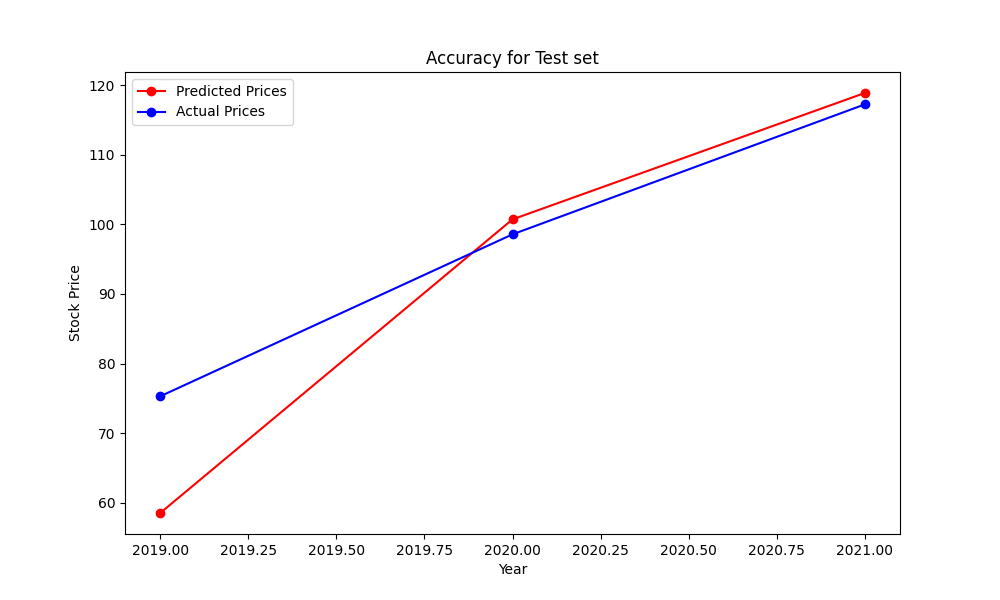 Accuracy for Test set
Predicted Prices
Actual Prices
120
110
100
90
80
70
60
Stock Price
2019.00 2019.25 2019.50 2019.75 2020.00 2020.25 2020.50 2020.75 2021.00
Year